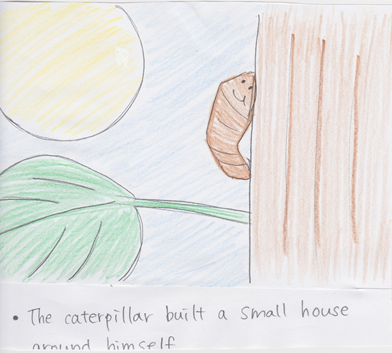 • The caterpillar built a small house
around himself